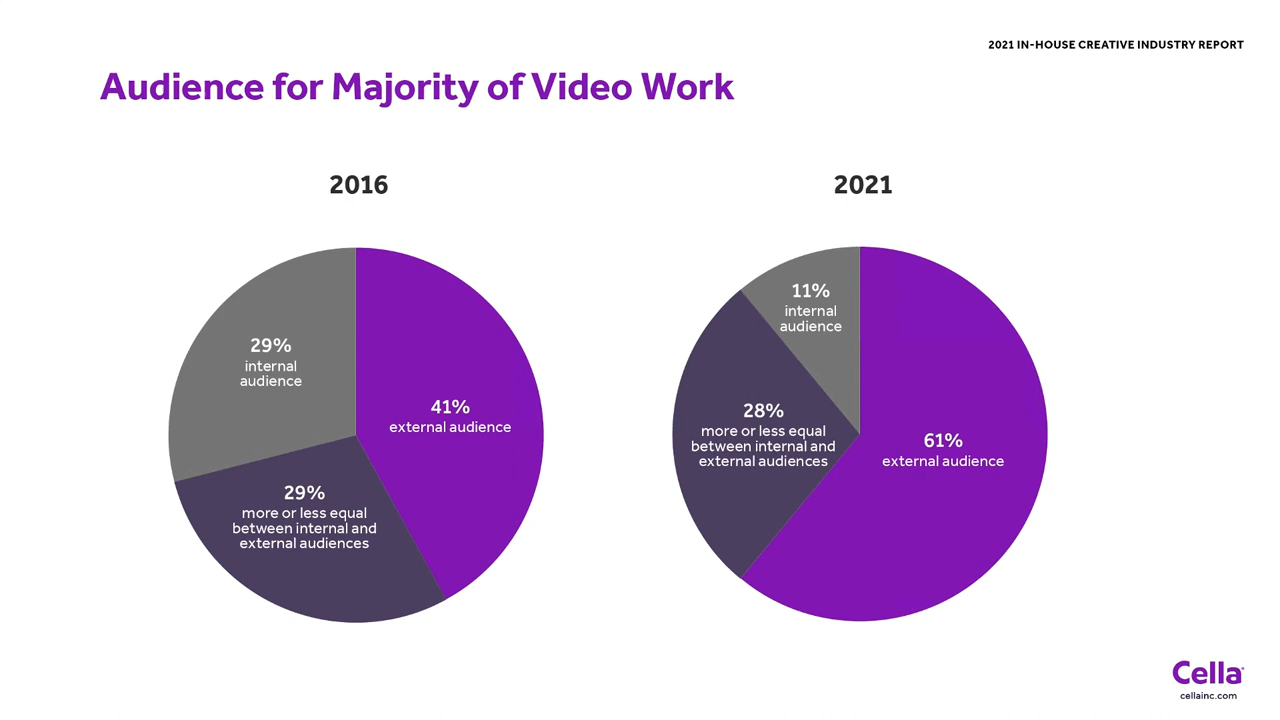 2021 IN-HOUSE CREATIVE INDUSTRY REPORT
Audience for Majority of Video Work
2016
29%
internal
audience
41%
external audience
29%
more or less equal
between internal and
external audiences
2021
11%
internal
audience
28%
more or less equal
between internal and
external audiences
61%
external audience
Cella
cellainc.com